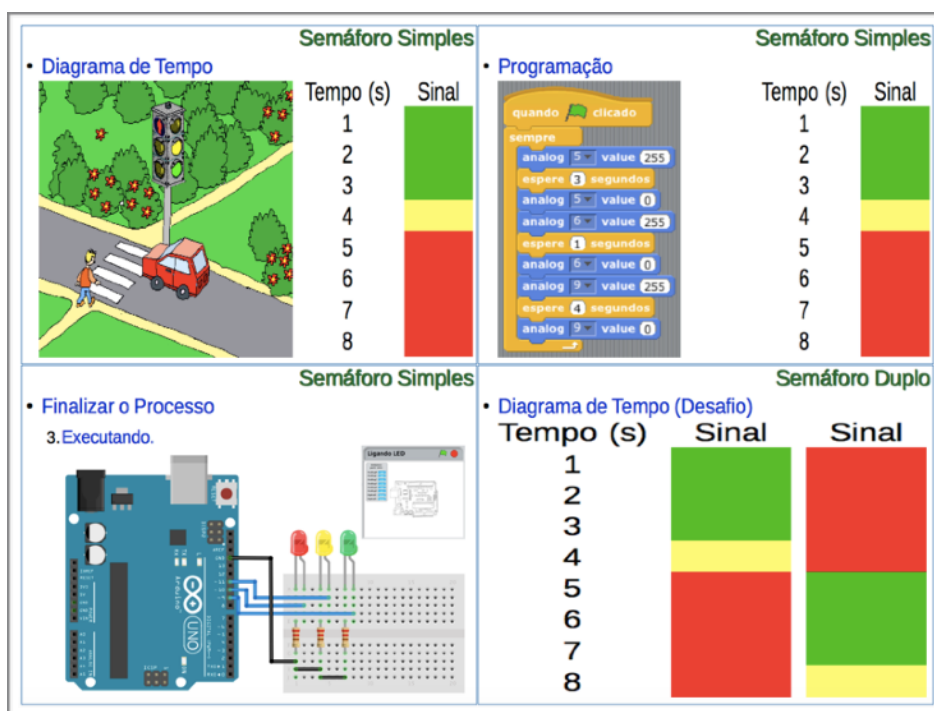 Semáforo Simples
• Diagrama de Tempo
Tempo (s) Sinal
1
2
3
4
5
6
7
8
Semáforo Simples
• Programação
quando clicado
sempre
analog 5 value 255
espere 3 segundos
analog 5 value 0
analog 6 value 255
espere 1 segundos
analog 6 value 0
analog 9 value 255
espere 4 segundos
analog 9 value 0
Tempo (s) Sinal
1
2
3
4
5
6
7
8
Semáforo Simples
• Finalizar o Processo
3. Executando.
Ligando LED
Arduino
UNO
Semáforo Duplo
• Diagrama de Tempo (Desafio)
Tempo (s) Sinal Sinal
1
2
3
4
5
6
7
8